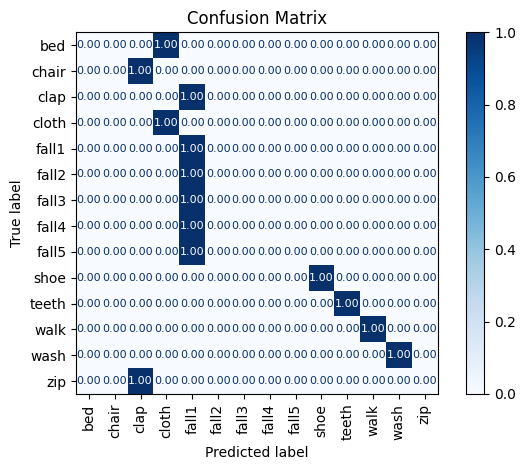 Confusion Matrix
bed 0.00 0.00 0.00 1.00 0.00 0.00 0.00 0.00 0.00 0.00 0.00 0.00 0.00 0.00
chair 0.00 0.00 1.00 0.00 0.00 0.00 0.00 0.00 0.00 0.00 0.00 0.00 0.00 0.00
clap 0.00 0.00 0.00 0.00 1.00 0.00 0.00 0.00 0.00 0.00 0.00 0.00 0.00 0.00
cloth 0.00 0.00 0.00 1.00 0.00 0.00 0.00 0.00 0.00 0.00 0.00 0.00 0.00 0.00
fall1 0.00 0.00 0.00 0.00 1.00 0.00 0.00 0.00 0.00 0.00 0.00 0.00 0.00 0.00
fall2 0.00 0.00 0.00 0.00 1.00 0.00 0.00 0.00 0.00 0.00 0.00 0.00 0.00 0.00
fall3 0.00 0.00 0.00 0.00 1.00 0.00 0.00 0.00 0.00 0.00 0.00 0.00 0.00 0.00
fall4 0.00 0.00 0.00 0.00 1.00 0.00 0.00 0.00 0.00 0.00 0.00 0.00 0.00 0.00
fall5 0.00 0.00 0.00 0.00 1.00 0.00 0.00 0.00 0.00 0.00 0.00 0.00 0.00 0.00
shoe 0.00 0.00 0.00 0.00 0.00 0.00 0.00 0.00 0.00 1.00 0.00 0.00 0.00 0.00
teeth 0.00 0.00 0.00 0.00 0.00 0.00 0.00 0.00 0.00 0.00 1.00 0.00 0.00 0.00
walk 0.00 0.00 0.00 0.00 0.00 0.00 0.00 0.00 0.00 0.00 0.00 1.00 0.00 0.00
wash 0.00 0.00 0.00 0.00 0.00 0.00 0.00 0.00 0.00 0.00 0.00 0.00 1.00 0.00
zip 0.00 0.00 1.00 0.00 0.00 0.00 0.00 0.00 0.00 0.00 0.00 0.00 0.00 0.00
True label
bed chair clap cloth fall1 fall2 fall3 fall4 fall5 shoe teeth walk wash zip
Predicted label
1.0
0.8
0.6
0.4
0.2
0.0